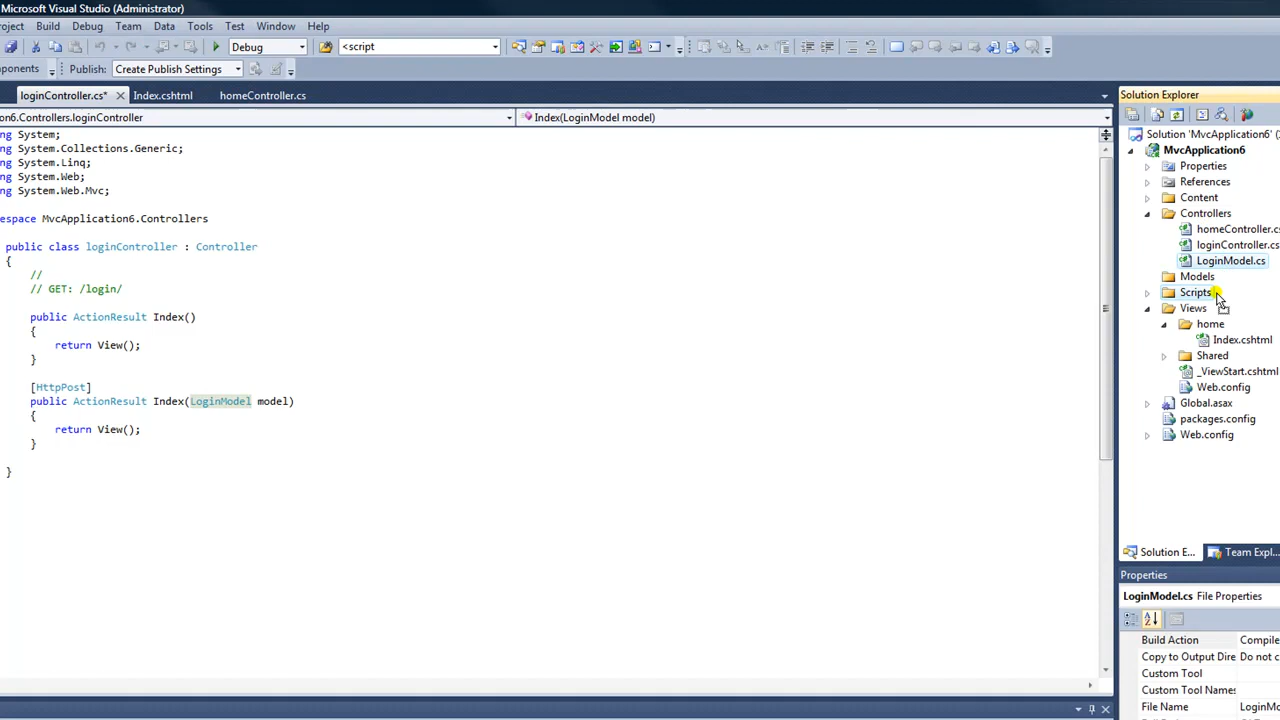 Microsoft Visual Studio (Administrator)
roject Build Debug Team Data Tools Test Window Help
Debug <script
ponents Publish: Create Publish Settings
loginController.cs* Index.cshtml homeController.cs
on6.Controllers.loginController Index(LoginModel model)
ng System;
ng System.Collections.Generic;
ng System.Linq;
ng System.Web;
ng System.Web.Mvc;
espace MvcApplication6.Controllers
public class loginController : Controller
{
//
// GET: /login/
public ActionResult Index()
{
return View();
}
[HttpPost]
public ActionResult Index(LoginModel model)
{
return View();
}
}
Solution Explorer
Solution 'MvcApplication6' (
MvcApplication6
Properties
References
Content
Controllers
homeController.cs
loginController.cs
LoginModel.cs
Models
Scripts
Views
home
Index.cshtml
Shared
_ViewStart.cshtml
Web.config
Global.asax
packages.config
Web.config
Solution E... Team Expl...
Properties
LoginModel.cs File Properties
Build Action Compile
Copy to Output Dire Do not c
Custom Tool
Custom Tool Names
File Name LoginMo